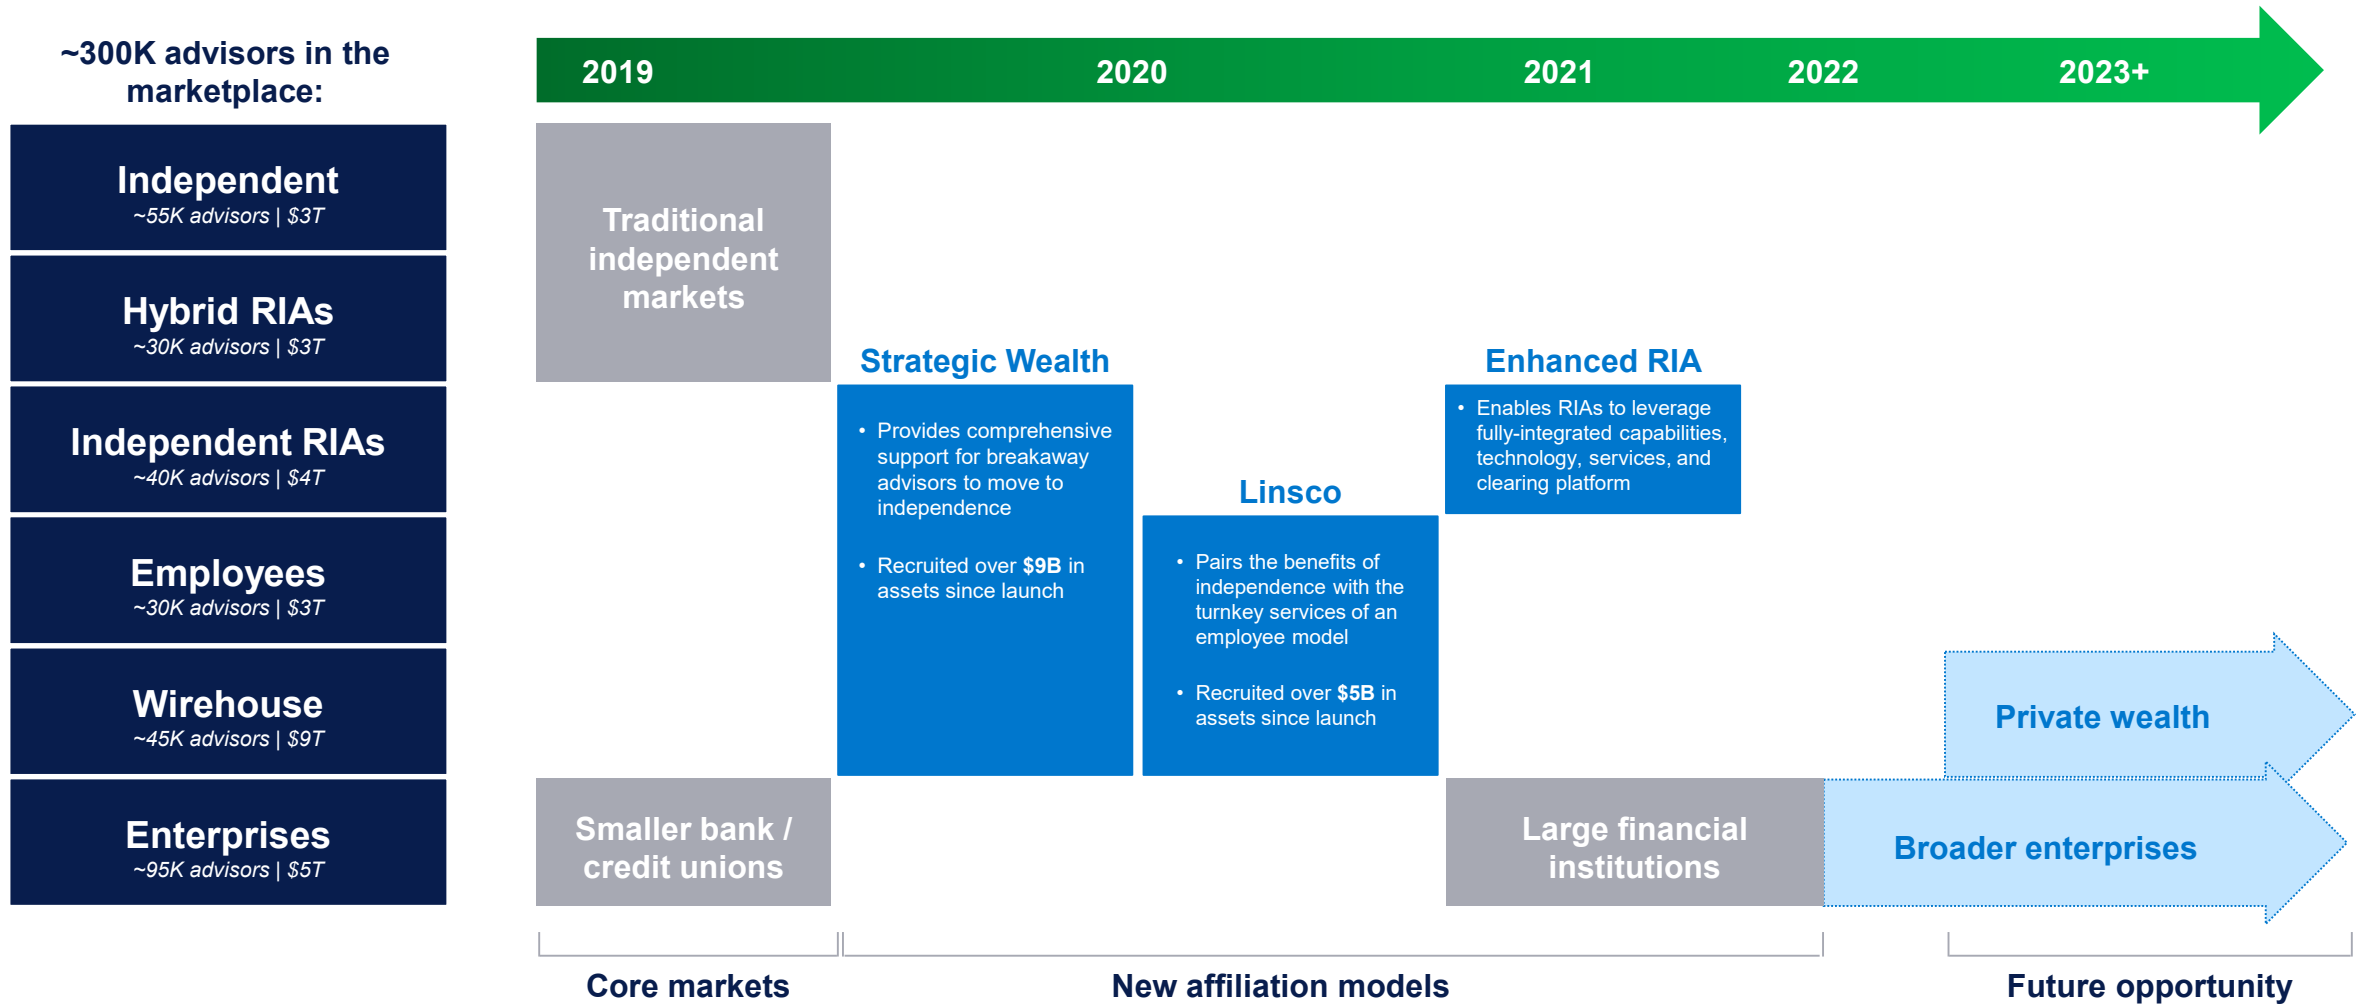 ~300K advisors in the
marketplace:
2019
2020
2021
2022
2023+
Independent
~55K advisors | $3T
Hybrid RIAs
~30K advisors | $3T
Independent RIAs
~40K advisors | $4T
Employees
~30K advisors | $3T
Wirehouse
~45K advisors | $9T
Enterprises
~95K advisors | $5T
Traditional
independent
markets
Smaller bank /
credit unions
Strategic Wealth
• Provides comprehensive
support for breakaway
advisors to move to
independence
• Recruited over $9B in
assets since launch
Linsco
• Pairs the benefits of
independence with the
turnkey services of an
employee model
• Recruited over $5B in
assets since launch
Enhanced RIA
• Enables RIAs to leverage
fully-integrated capabilities,
technology, services, and
clearing platform
Large financial
institutions
Private wealth
Broader enterprises
Core markets
New affiliation models
Future opportunity